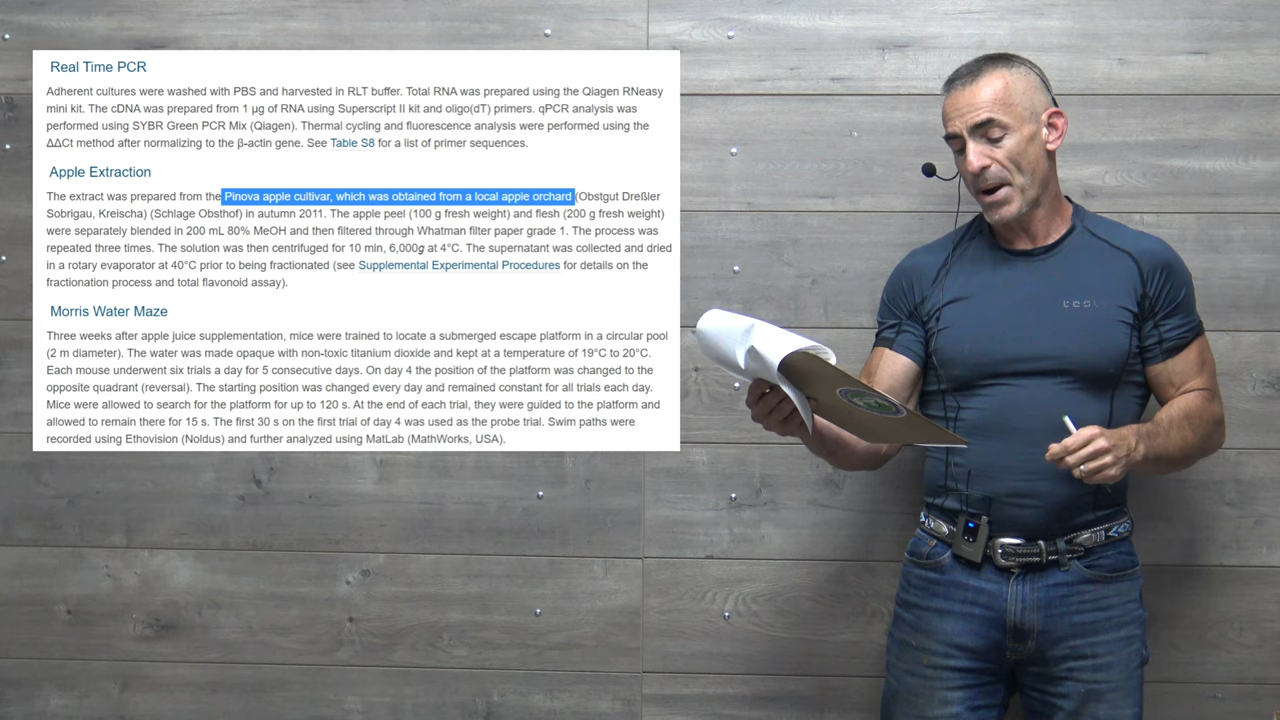 Real Time PCR
Adherent cultures were washed with PBS and harvested in RLT buffer. Total RNA was prepared using the Qiagen RNeasy
mini kit. The cDNA was prepared from 1 μg of RNA using Superscript II kit and oligo(dT) primers. qPCR analysis was
performed using SYBR Green PCR Mix (Qiagen). Thermal cycling and fluorescence analysis were performed using the
ΔΔCt method after normalizing to the β-actin gene. See Table S8 for a list of primer sequences.
Apple Extraction
The extract was prepared from the Pinova apple cultivar, which was obtained from a local apple orchard (Obstgut Dreßler
Sobrigau, Kreischa) (Schlage Obsthof) in autumn 2011. The apple peel (100 g fresh weight) and flesh (200 g fresh weight)
were separately blended in 200 mL 80% MeOH and then filtered through Whatman filter paper grade 1. The process was
repeated three times. The solution was then centrifuged for 10 min, 6,000g at 4°C. The supernatant was collected and dried
in a rotary evaporator at 40°C prior to being fractionated (see Supplemental Experimental Procedures for details on the
fractionation process and total flavonoid assay).
Morris Water Maze
Three weeks after apple juice supplementation, mice were trained to locate a submerged escape platform in a circular pool
(2 m diameter). The water was made opaque with non-toxic titanium dioxide and kept at a temperature of 19°C to 20°C.
Each mouse underwent six trials a day for 5 consecutive days. On day 4 the position of the platform was changed to the
opposite quadrant (reversal). The starting position was changed every day and remained constant for all trials each day.
Mice were allowed to search for the platform for up to 120 s. At the end of each trial, they were guided to the platform and
allowed to remain there for 15 s. The first 30 s on the first trial of day 4 was used as the probe trial. Swim paths were
recorded using Ethovision (Noldus) and further analyzed using MatLab (MathWorks, USA).